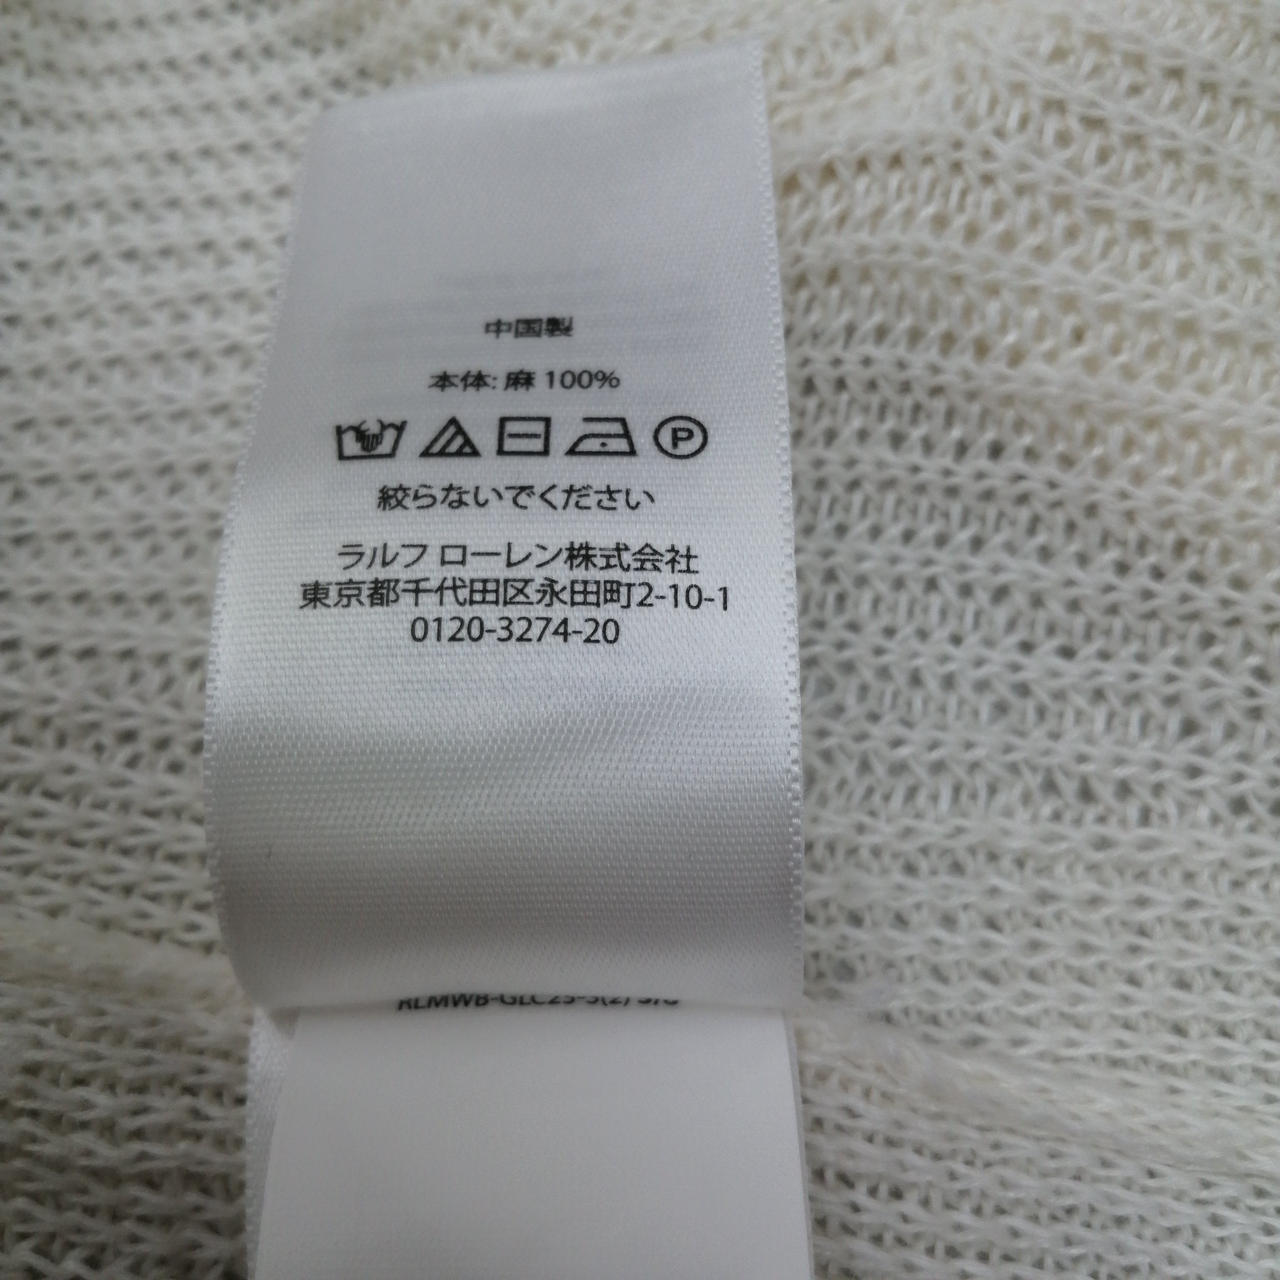 中国製
本体: 麻 100%
P
絞らないでください
ラルフ ローレン株式会社
東京都千代田区永田町2-10-1
0120-3274-20